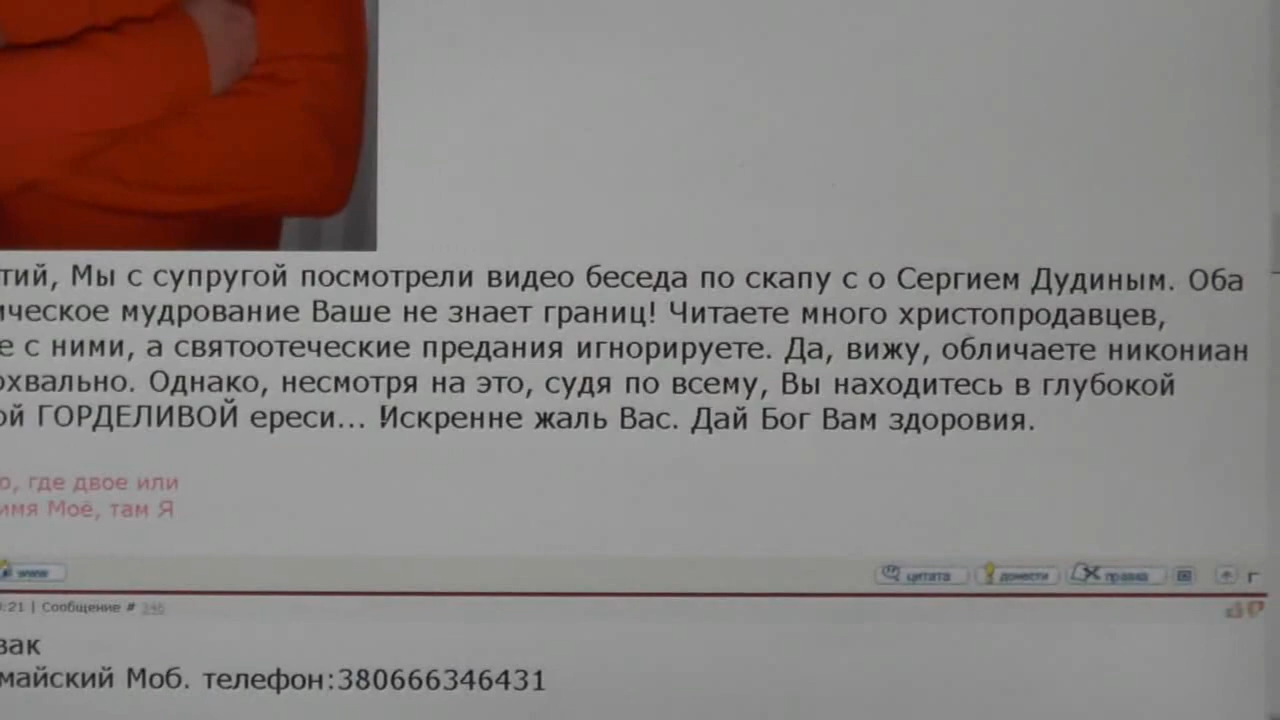 тий, Мы с супругой посмотрели видео беседа по скапу с о Сергием Дудиным. Оба
ическое мудрование Ваше не знает границ! Читаете много христопродавцев,
е с ними, а святоотеческие предания игнорируете. Да, вижу, обличаете никониан
охвально. Однако, несмотря на это, судя по всему, Вы находитесь в глубокой
ой ГОРДЕЛИВОЙ ереси... Искренне жаль Вас. Дай Бог Вам здоровия.
о, где двое или
имя Моё, там Я
www цитата донести правка
:21 | Сообщение # 346
зак
майский Моб. телефон:380666346431